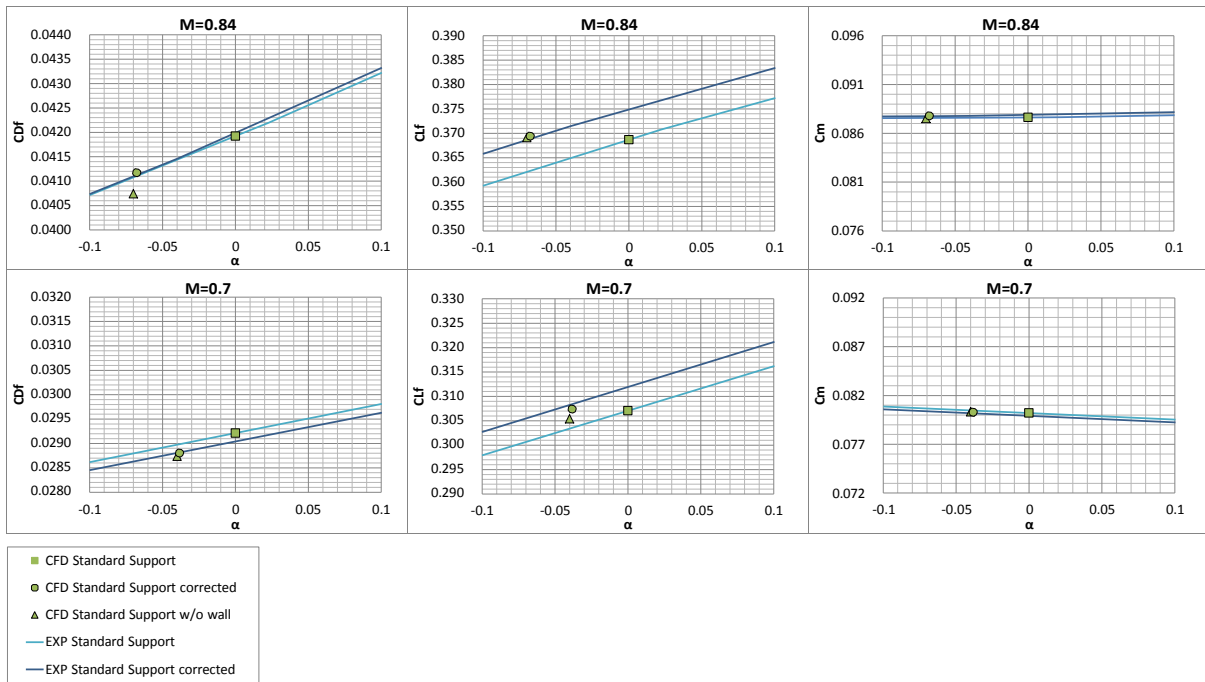 M=0.84
0.0440
0.0435
0.0430
0.0425
0.0420
0.0415
0.0410
0.0405
0.0400
CDf
-0.1 -0.05 0 0.05 0.1
α
M=0.84
0.390
0.385
0.380
0.375
0.370
0.365
0.360
0.355
0.350
CLf
-0.1 -0.05 0 0.05 0.1
α
M=0.84
0.096
0.091
0.086
0.081
0.076
Cm
-0.1 -0.05 0 0.05 0.1
α
M=0.7
0.0320
0.0315
0.0310
0.0305
0.0300
0.0295
0.0290
0.0285
0.0280
CDf
-0.1 -0.05 0 0.05 0.1
α
M=0.7
0.330
0.325
0.320
0.315
0.310
0.305
0.300
0.295
0.290
CLf
-0.1 -0.05 0 0.05 0.1
α
M=0.7
0.092
0.087
0.082
0.077
0.072
Cm
-0.1 -0.05 0 0.05 0.1
α
CFD Standard Support
CFD Standard Support corrected
CFD Standard Support w/o wall
EXP Standard Support
EXP Standard Support corrected